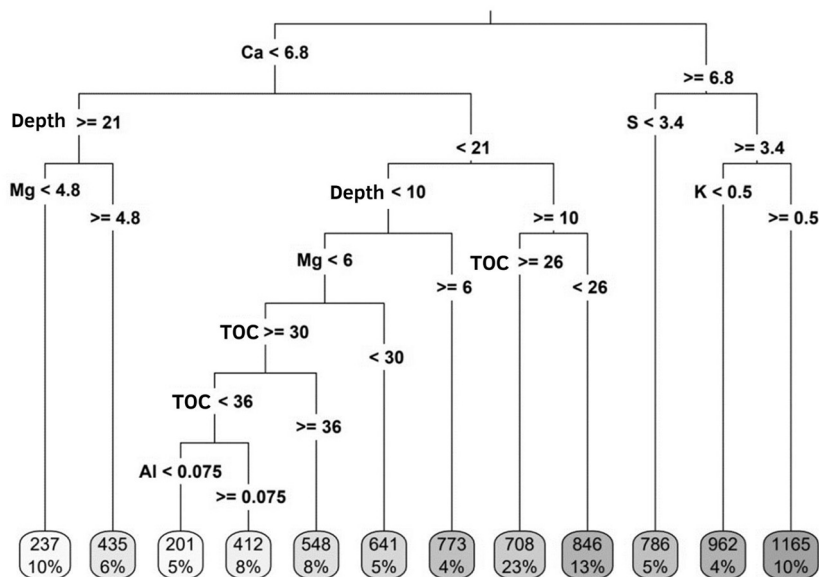 Ca < 6.8
>= 6.8
Depth >= 21
S < 3.4
< 21
>= 3.4
Mg < 4.8
Depth < 10
K < 0.5
>= 4.8
>= 10
>= 0.5
Mg < 6
TOC >= 26
>= 6
< 26
TOC >= 30
< 30
TOC < 36
>= 36
Al < 0.075
>= 0.075
237 435 201 412 548 641 773 708 846 786 962 1165
10% 6% 5% 8% 8% 5% 4% 23% 13% 5% 4% 10%